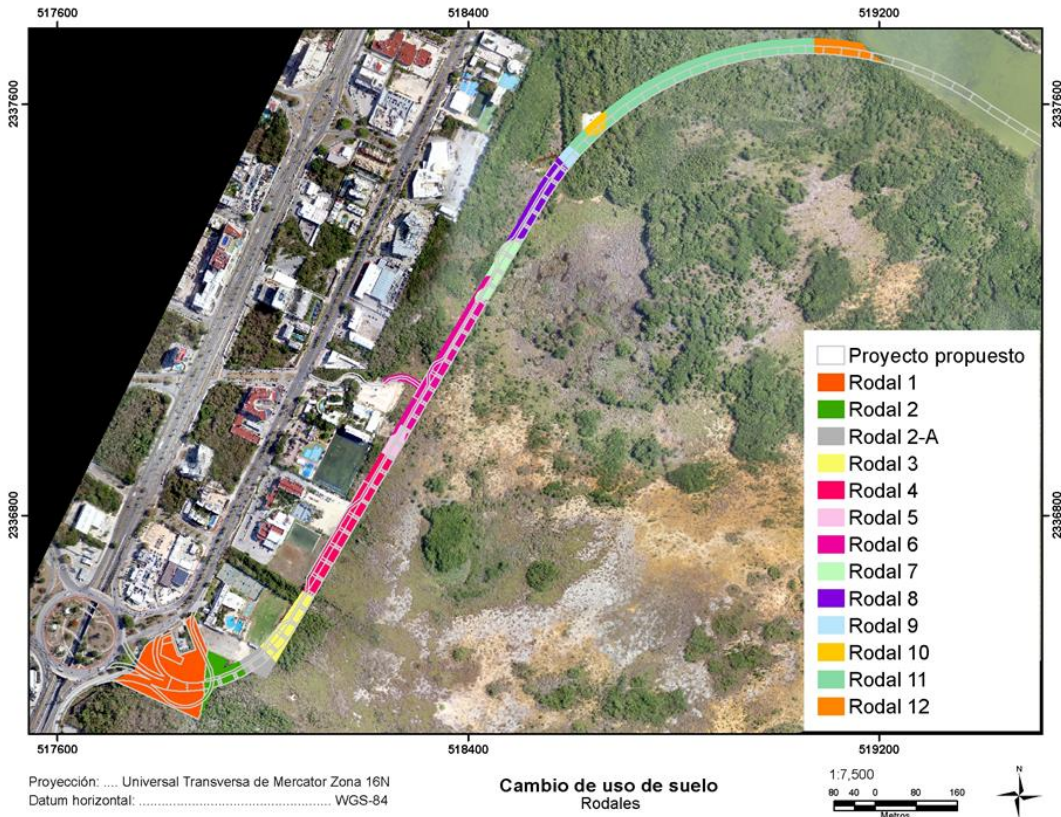 517600
518400
519200
2337600
2337600
2336800
2336800
Proyecto propuesto
Rodal 1
Rodal 2
Rodal 2-A
Rodal 3
Rodal 4
Rodal 5
Rodal 6
Rodal 7
Rodal 8
Rodal 9
Rodal 10
Rodal 11
Rodal 12
517600
518400
519200
Proyección: .... Universal Transversa de Mercator Zona 16N
Datum horizontal: ................................................ WGS-84
Cambio de uso de suelo
Rodales
1:7,500
80 40 0 80 160
Metros
N